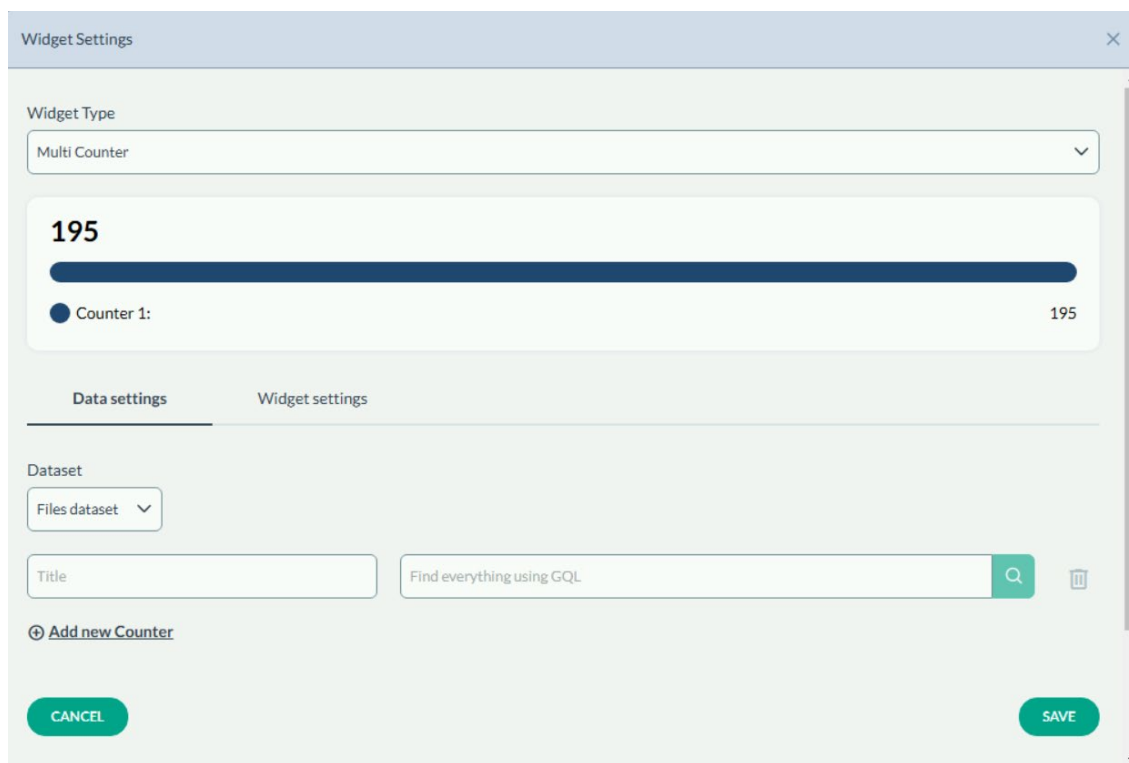 Widget Settings
Widget Type
Multi Counter
195
Counter 1: 195
Data settings Widget settings
Dataset
Files dataset
Title Find everything using GQL
Add new Counter
CANCEL SAVE